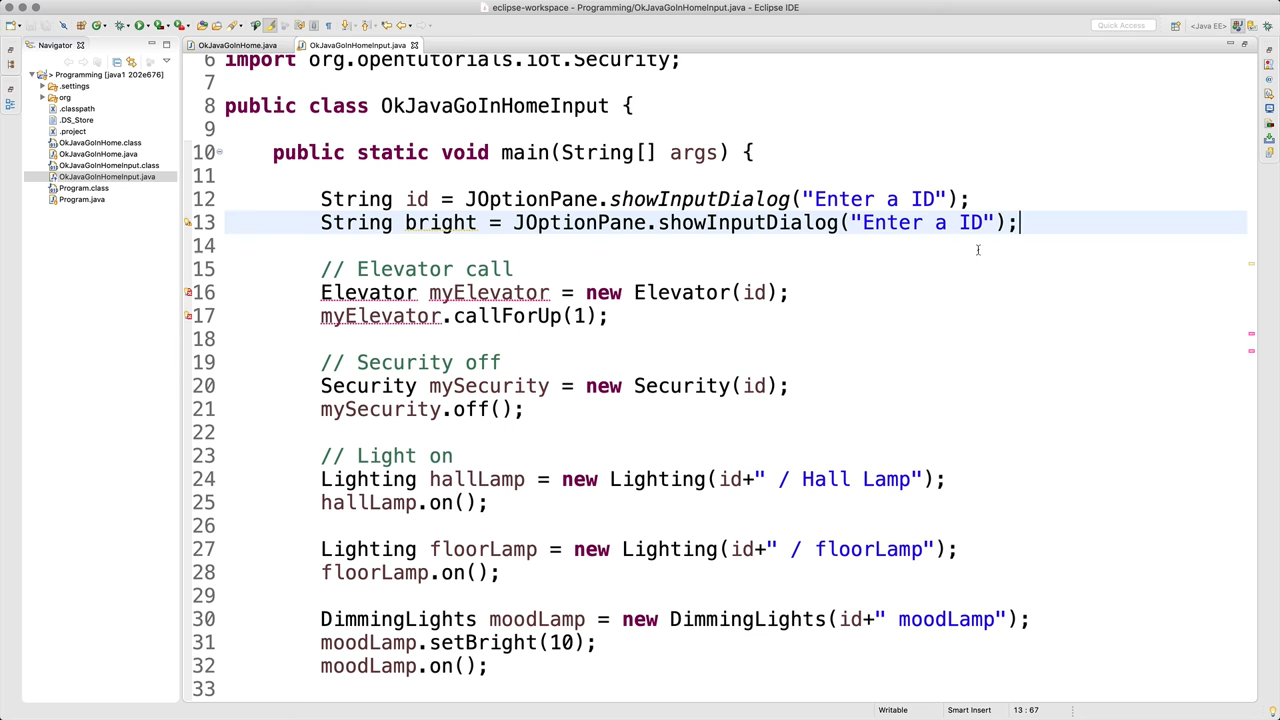 eclipse-workspace - Programming/OkJavaGoInHomeInput.java - Eclipse IDE
Quick Access
<Java EE>
Navigator
OkJavaGoInHome.java
OkJavaGoInHomeInput.java
> Programming [java1 202e676]
.settings
org
.classpath
.DS_Store
.project
OkJavaGoInHome.class
OkJavaGoInHome.java
OkJavaGoInHomeInput.class
OkJavaGoInHomeInput.java
Program.class
Program.java
6 import org.opentutorials.iot.Security;
7
8 public class OkJavaGoInHomeInput {
9
10 public static void main(String[] args) {
11
12 String id = JOptionPane.showInputDialog("Enter a ID");
13 String bright = JOptionPane.showInputDialog("Enter a ID");
14
15 // Elevator call
16 Elevator myElevator = new Elevator(id);
17 myElevator.callForUp(1);
18
19 // Security off
20 Security mySecurity = new Security(id);
21 mySecurity.off();
22
23 // Light on
24 Lighting hallLamp = new Lighting(id+" / Hall Lamp");
25 hallLamp.on();
26
27 Lighting floorLamp = new Lighting(id+" / floorLamp");
28 floorLamp.on();
29
30 DimmingLights moodLamp = new DimmingLights(id+" moodLamp");
31 moodLamp.setBright(10);
32 moodLamp.on();
33
Writable
Smart Insert
13 : 67